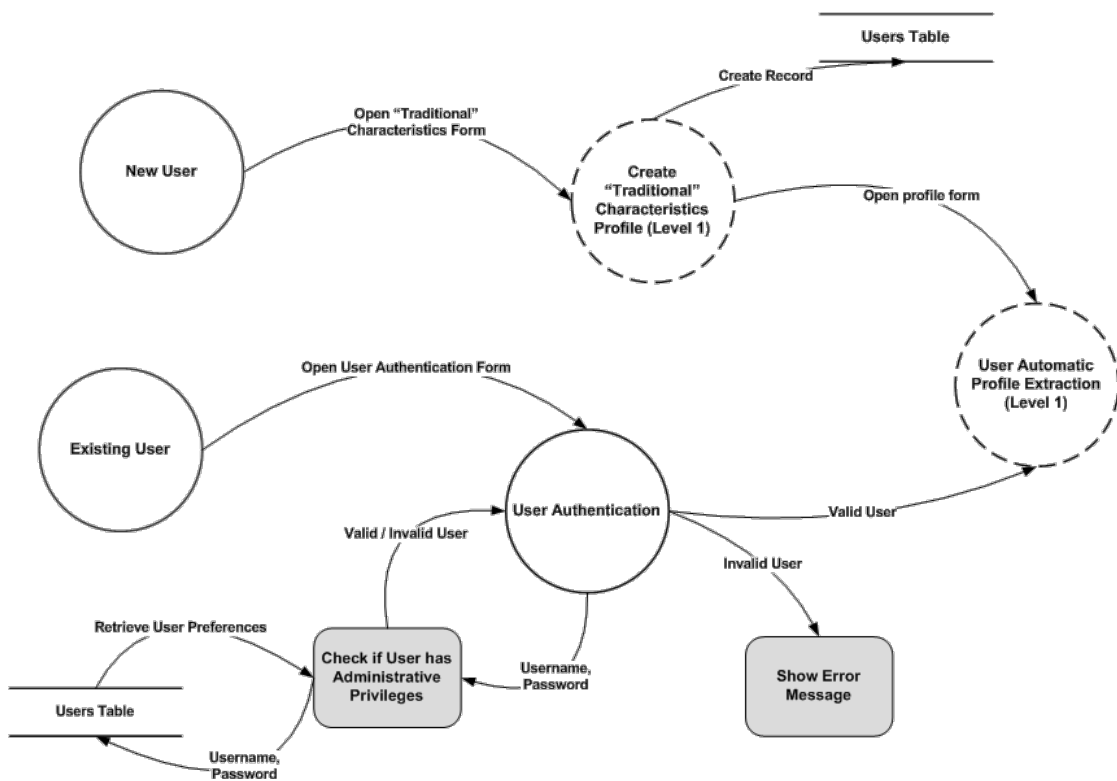 Users Table
Create Record
Open “Traditional”
Characteristics Form
New User
Create
“Traditional”
Characteristics
Profile (Level 1)
Open profile form
User Automatic
Profile Extraction
(Level 1)
Open User Authentication Form
Existing User
User Authentication
Valid User
Valid / Invalid User
Invalid User
Retrieve User Preferences
Check if User has
Administrative
Privileges
Username,
Password
Show Error
Message
Users Table
Username,
Password